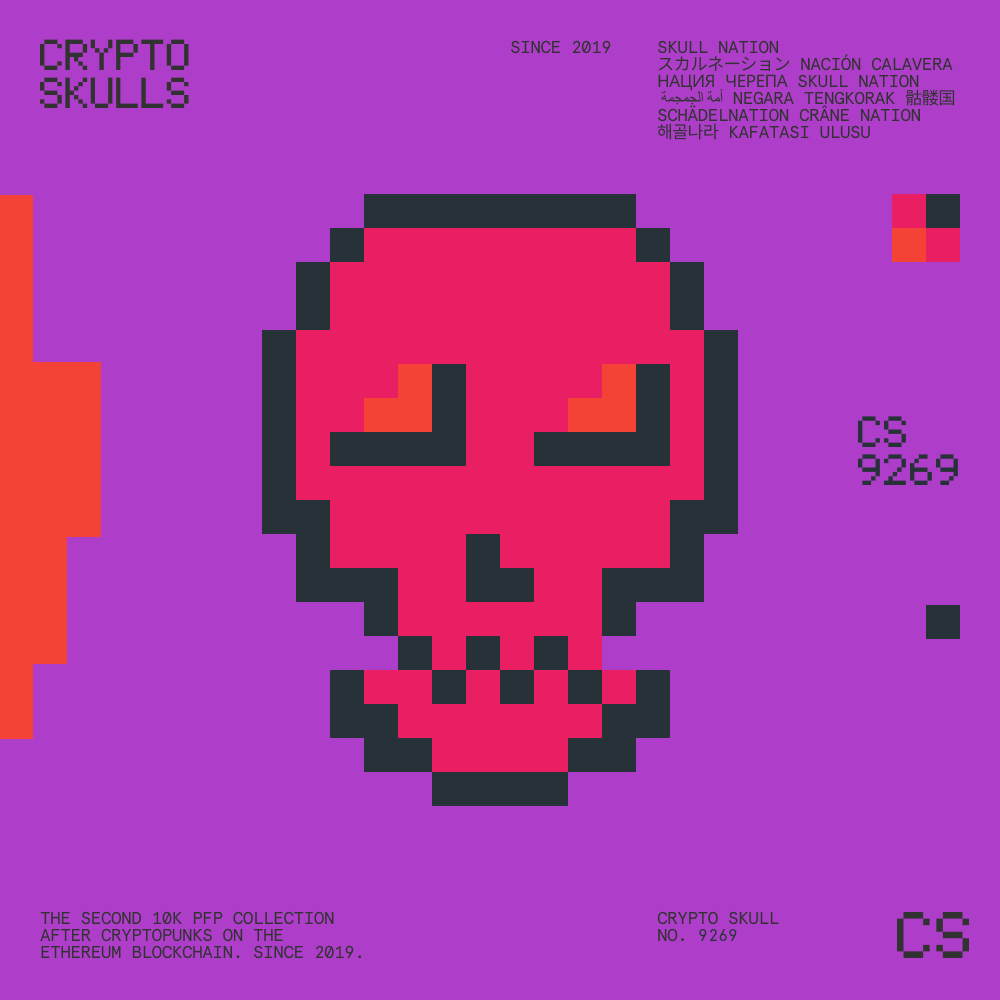 CRYPTO
SKULLS
SINCE 2019
SKULL NATION
スカルネーション NACIÓN CALAVERA
НАЦИЯ ЧЕРЕПА SKULL NATION
أمة الجمجمة NEGARA TENGKORAK 骷髅国
SCHÄDELNATION CRÂNE NATION
해골나라 KAFATASI ULUSU
CS
9269
THE SECOND 10K PFP COLLECTION
AFTER CRYPTOPUNKS ON THE
ETHEREUM BLOCKCHAIN. SINCE 2019.
CRYPTO SKULL
NO. 9269
CS